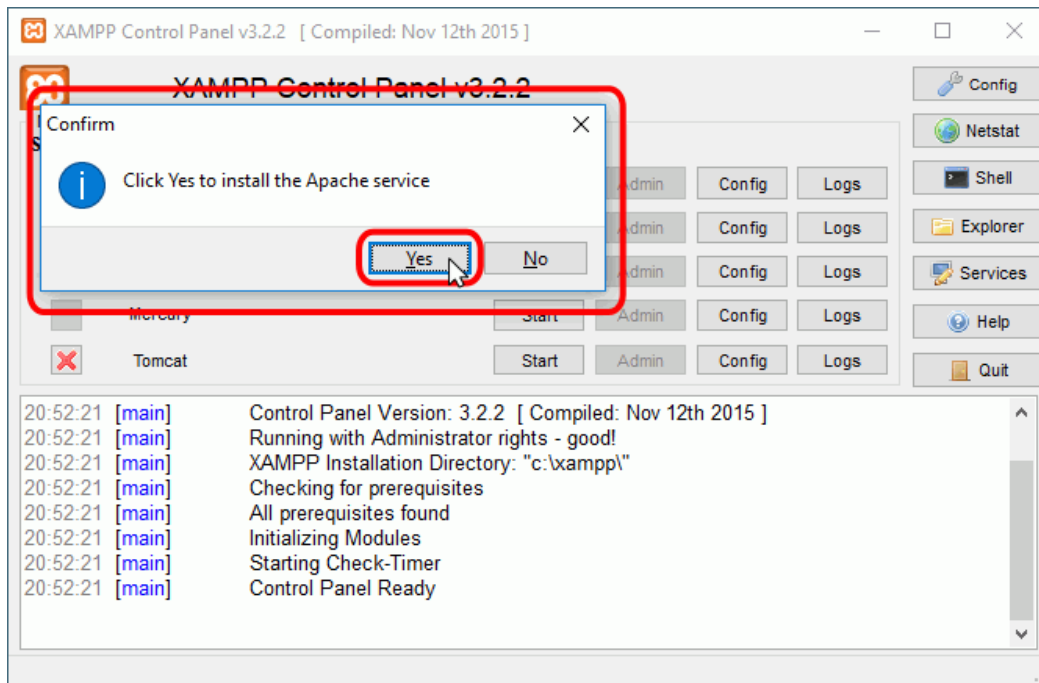 XAMPP Control Panel v3.2.2 [ Compiled: Nov 12th 2015 ]
XAMPP Control Panel v3.2.2
Config
Netstat
Shell
Explorer
Services
Help
Quit
Confirm
Click Yes to install the Apache service
Yes No
Admin Config Logs
Admin Config Logs
Admin Config Logs
Mercury Start Admin Config Logs
Tomcat Start Admin Config Logs
20:52:21 [main] Control Panel Version: 3.2.2 [ Compiled: Nov 12th 2015 ]
20:52:21 [main] Running with Administrator rights - good!
20:52:21 [main] XAMPP Installation Directory: "c:\xampp\"
20:52:21 [main] Checking for prerequisites
20:52:21 [main] All prerequisites found
20:52:21 [main] Initializing Modules
20:52:21 [main] Starting Check-Timer
20:52:21 [main] Control Panel Ready